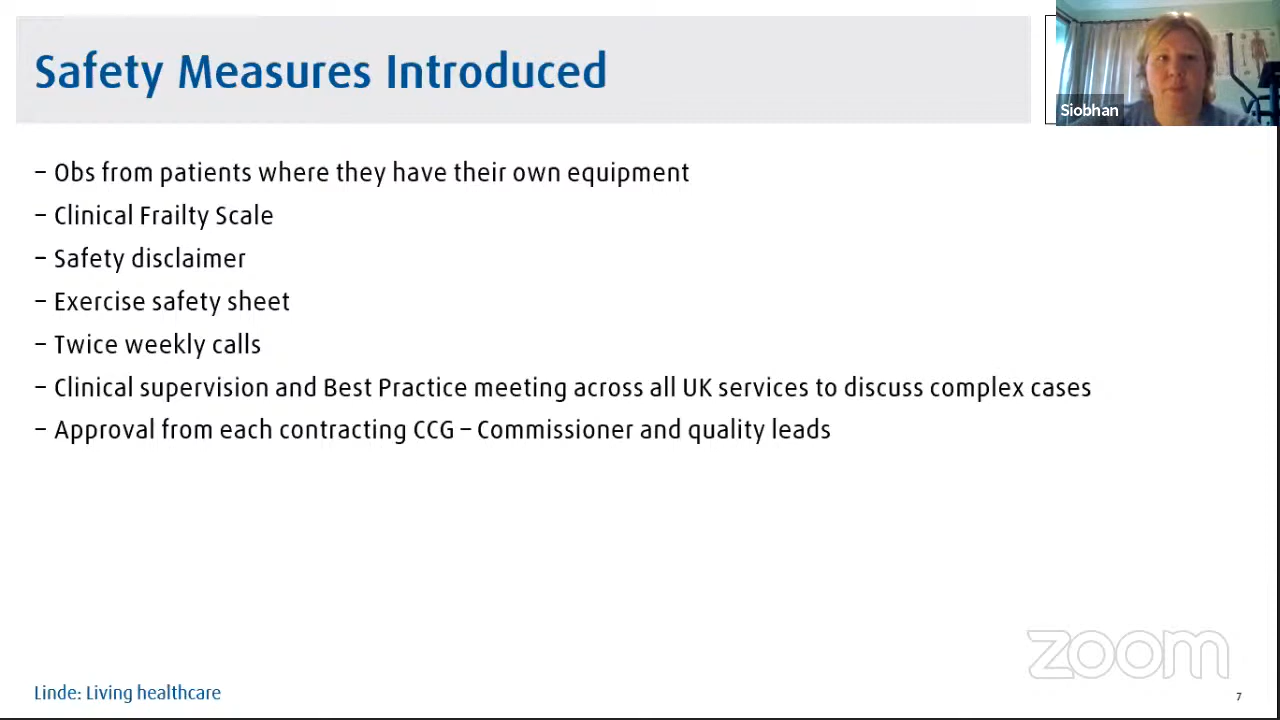 Safety Measures Introduced
Siobhan
– Obs from patients where they have their own equipment
– Clinical Frailty Scale
– Safety disclaimer
– Exercise safety sheet
– Twice weekly calls
– Clinical supervision and Best Practice meeting across all UK services to discuss complex cases
– Approval from each contracting CCG – Commissioner and quality leads
zoom
Linde: Living healthcare
7